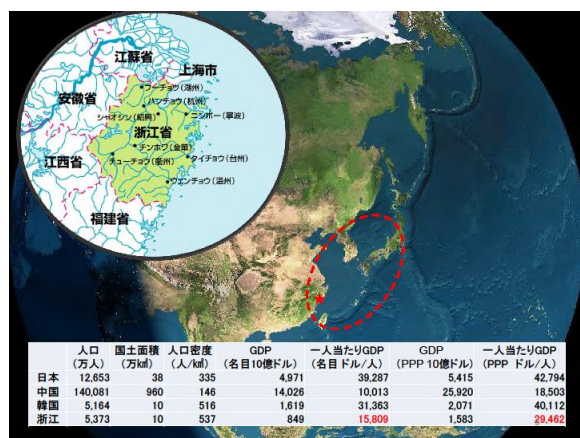 江蘇省
上海市
安徽省
フーチョウ(湖州)
ハンチョウ(杭州)
シャオシン(紹興)
ニンボー(寧波)
浙江省
チンホワ(金華)
江西省
チューチョウ(衢州)
タイチョウ(台州)
ウェンチョウ(温州)
福建省
人口 国土面積 人口密度 GDP 一人当たりGDP GDP 一人当たりGDP
(万人) (万k㎡) (人/k㎡) (名目10億ドル) (名目 ドル/人) (PPP 10億ドル) (PPP ドル/人)
日本 12,653 38 335 4,971 39,287 5,415 42,794
中国 140,081 960 146 14,026 10,013 25,920 18,503
韓国 5,164 10 516 1,619 31,363 2,071 40,112
浙江 5,373 10 537 849 15,809 1,583 29,462